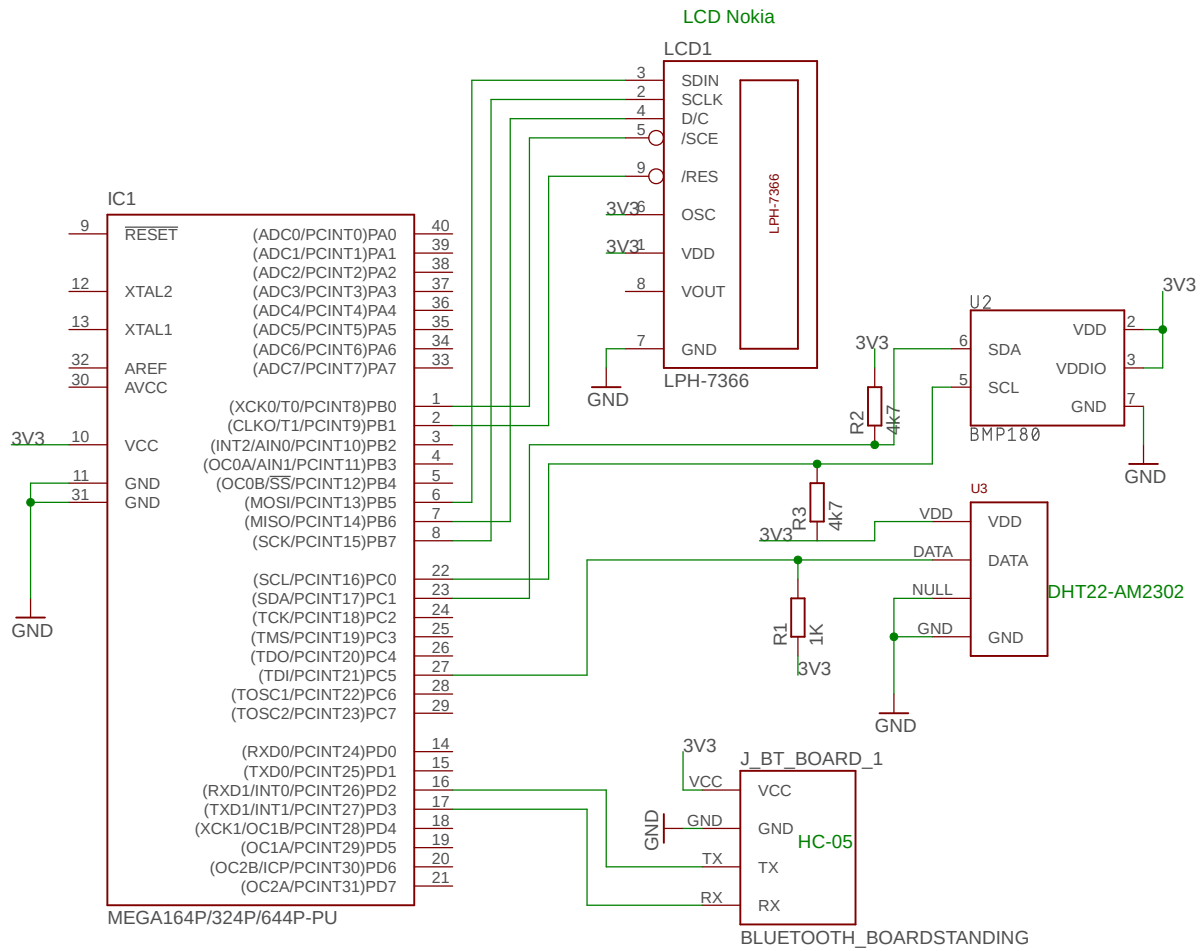 LCD Nokia
LCD1
3 SDIN
2 SCLK
4 D/C
5 /SCE
9 /RES
3V3 6 OSC
3V3 1 VDD
8 VOUT
7 GND
LPH-7366
LPH-7366
GND
IC1
9 RESET
12 XTAL2
13 XTAL1
32 AREF
30 AVCC
3V3 10 VCC
11 GND
31 GND
GND
(ADC0/PCINT0)PA0 40
(ADC1/PCINT1)PA1 39
(ADC2/PCINT2)PA2 38
(ADC3/PCINT3)PA3 37
(ADC4/PCINT4)PA4 36
(ADC5/PCINT5)PA5 35
(ADC6/PCINT6)PA6 34
(ADC7/PCINT7)PA7 33
(XCK0/T0/PCINT8)PB0 1
(CLKO/T1/PCINT9)PB1 2
(INT2/AIN0/PCINT10)PB2 3
(OC0A/AIN1/PCINT11)PB3 4
(OC0B/SS/PCINT12)PB4 5
(MOSI/PCINT13)PB5 6
(MISO/PCINT14)PB6 7
(SCK/PCINT15)PB7 8
(SCL/PCINT16)PC0 22
(SDA/PCINT17)PC1 23
(TCK/PCINT18)PC2 24
(TMS/PCINT19)PC3 25
(TDO/PCINT20)PC4 26
(TDI/PCINT21)PC5 27
(TOSC1/PCINT22)PC6 28
(TOSC2/PCINT23)PC7 29
(RXD0/PCINT24)PD0 14
(TXD0/PCINT25)PD1 15
(RXD1/INT0/PCINT26)PD2 16
(TXD1/INT1/PCINT27)PD3 17
(XCK1/OC1B/PCINT28)PD4 18
(OC1A/PCINT29)PD5 19
(OC2B/ICP/PCINT30)PD6 20
(OC2A/PCINT31)PD7 21
MEGA164P/324P/644P-PU
3V3
R2
4k7
U2
6 SDA
5 SCL
VDD 2
VDDIO 3
GND 7
3V3
BMP180
GND
R3
4k7
3V3
U3
VDD VDD
DATA DATA
NULL
GND GND
DHT22-AM2302
GND
R1
1K
3V3
3V3
J_BT_BOARD_1
VCC VCC
GND GND GND
HC-05
TX TX
RX RX
BLUETOOTH_BOARDSTANDING